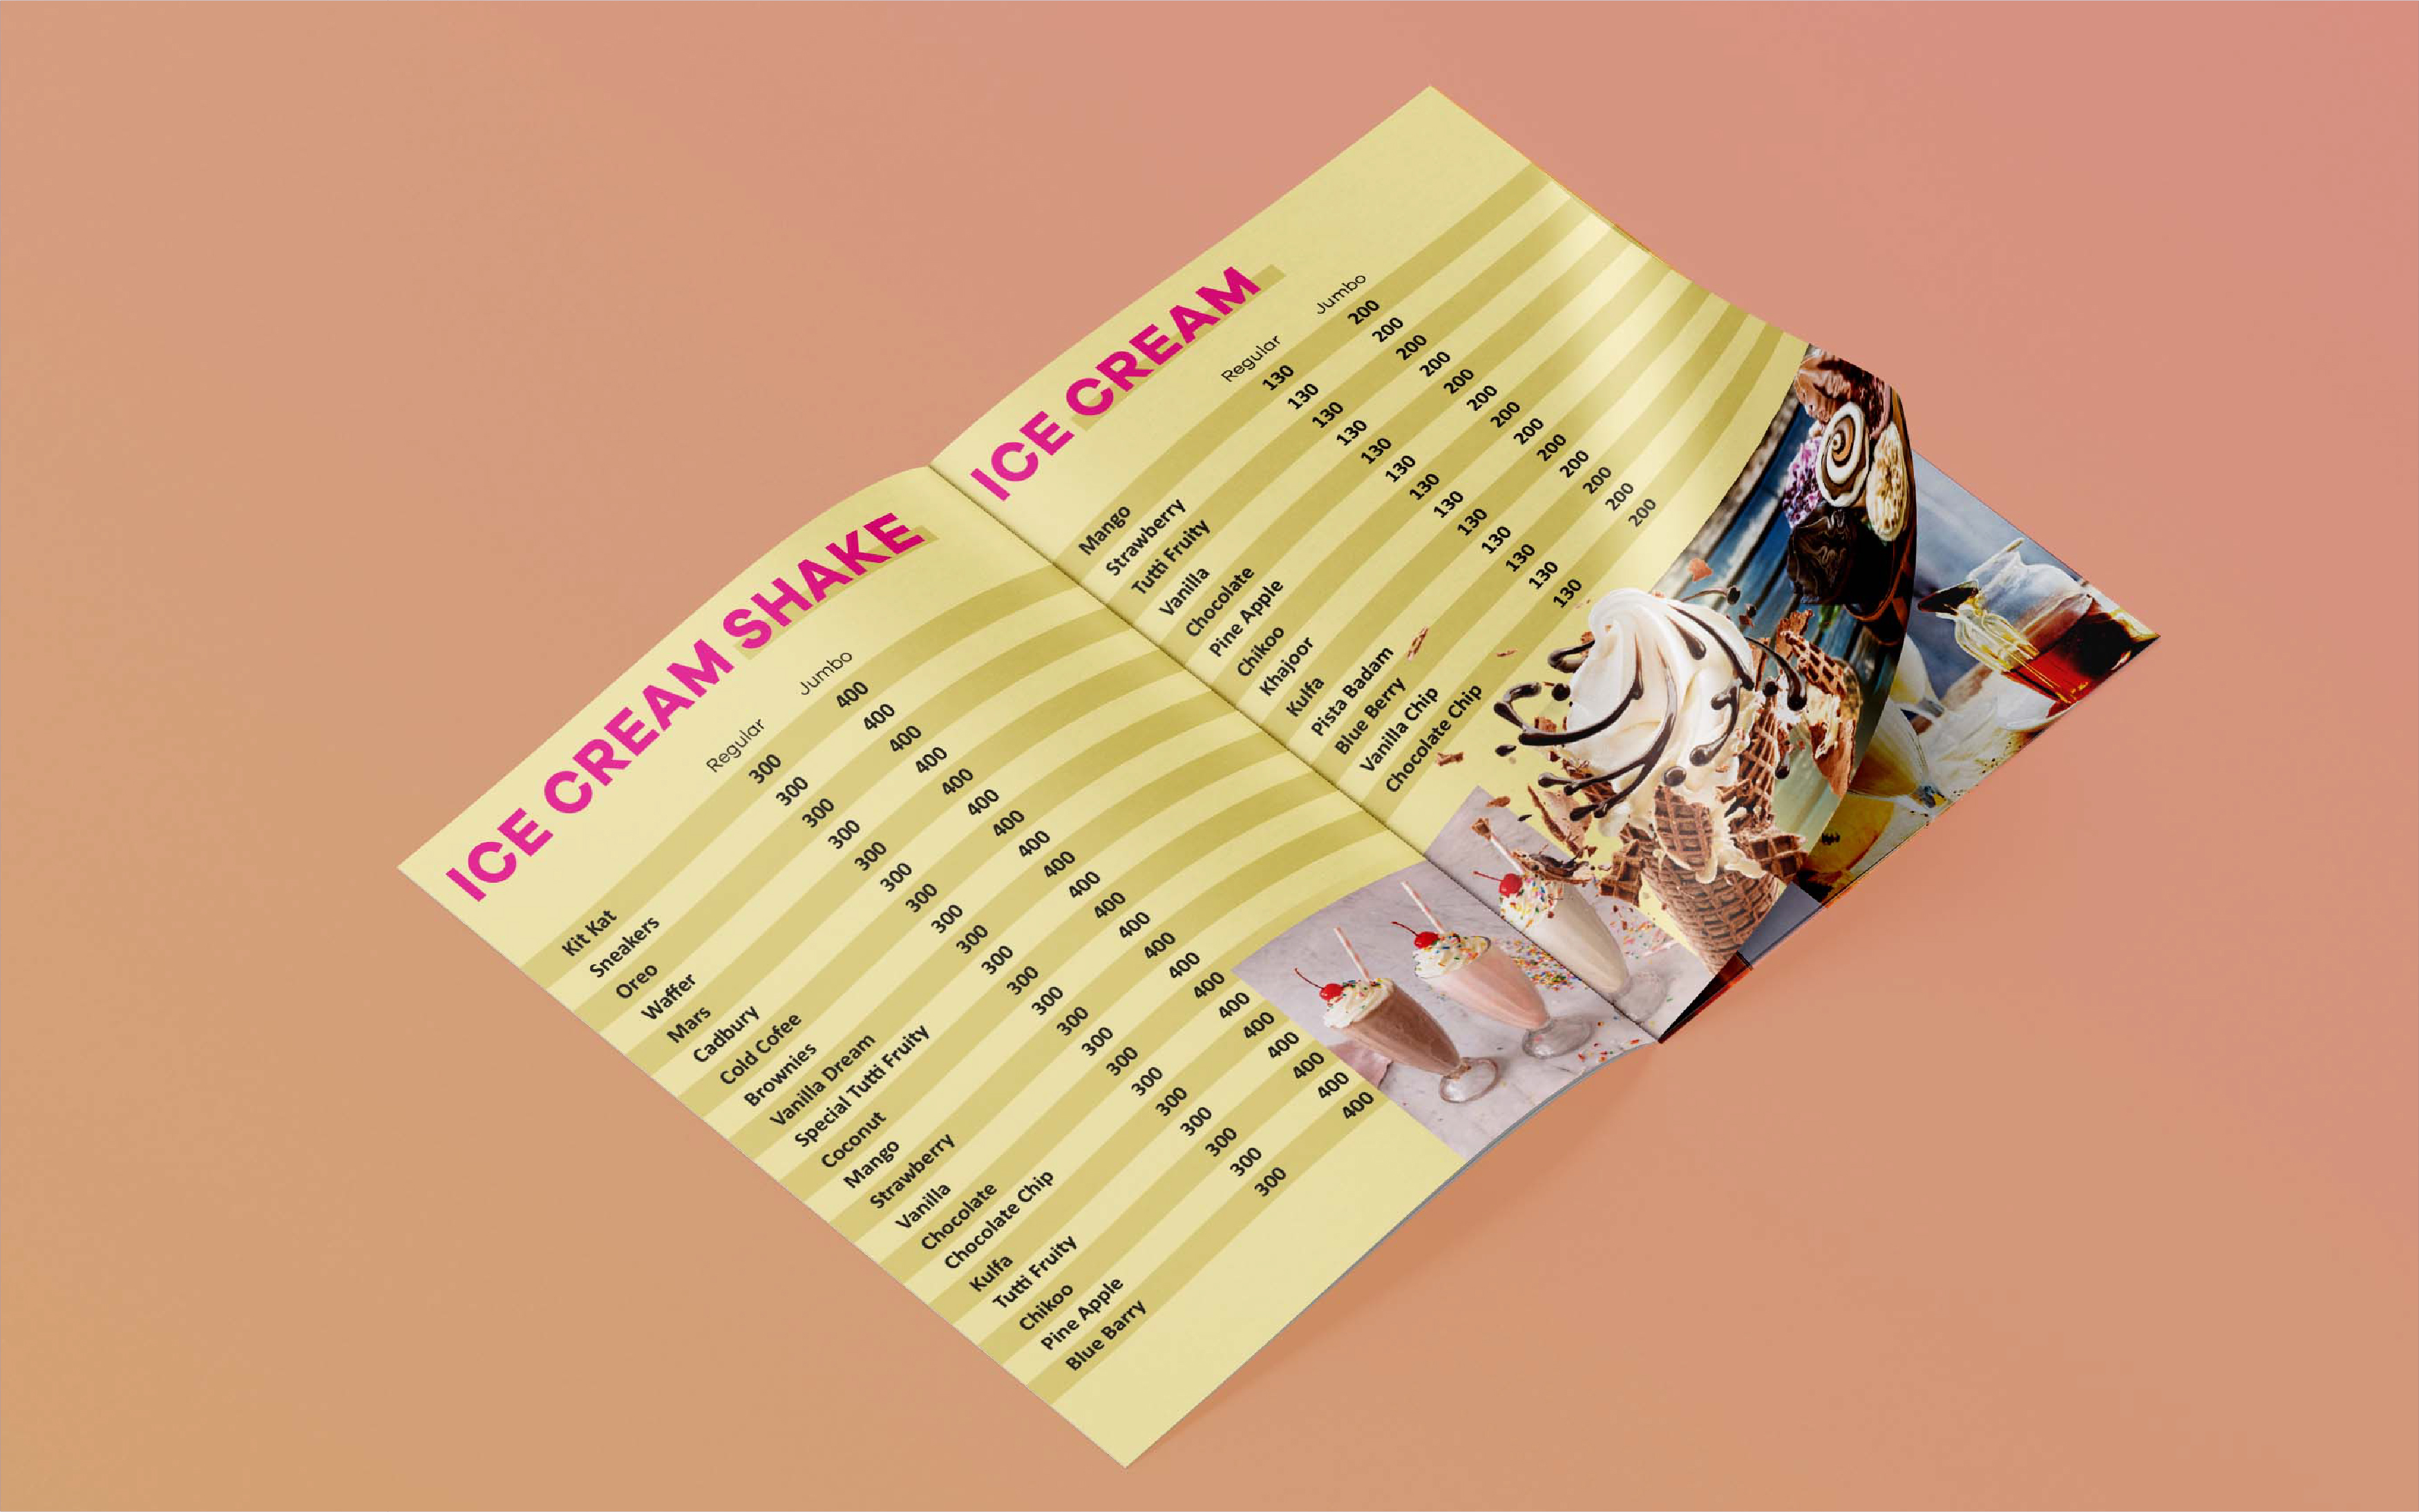 ICE CREAM SHAKE
Regular Jumbo
Kit Kat 300 400
Sneakers 300 400
Oreo 300 400
Waffer 300 400
Mars 300 400
Cadbury 300 400
Cold Cofee 300 400
Brownies 300 400
Vanilla Dream 300 400
Special Tutti Fruity 300 400
Coconut 300 400
Mango 300 400
Strawberry 300 400
Vanilla 300 400
Chocolate 300 400
Chocolate Chip 300 400
Kulfa 300 400
Tutti Fruity 300 400
Chikoo 300 400
Pine Apple 300 400
Blue Barry 300 400
ICE CREAM
Regular Jumbo
Mango 130 200
Strawberry 130 200
Tutti Fruity 130 200
Vanilla 130 200
Chocolate 130 200
Pine Apple 130 200
Chikoo 130 200
Khajoor 130 200
Kulfa 130 200
Pista Badam 130 200
Blue Berry 130 200
Vanilla Chip 130 200
Chocolate Chip 130 200